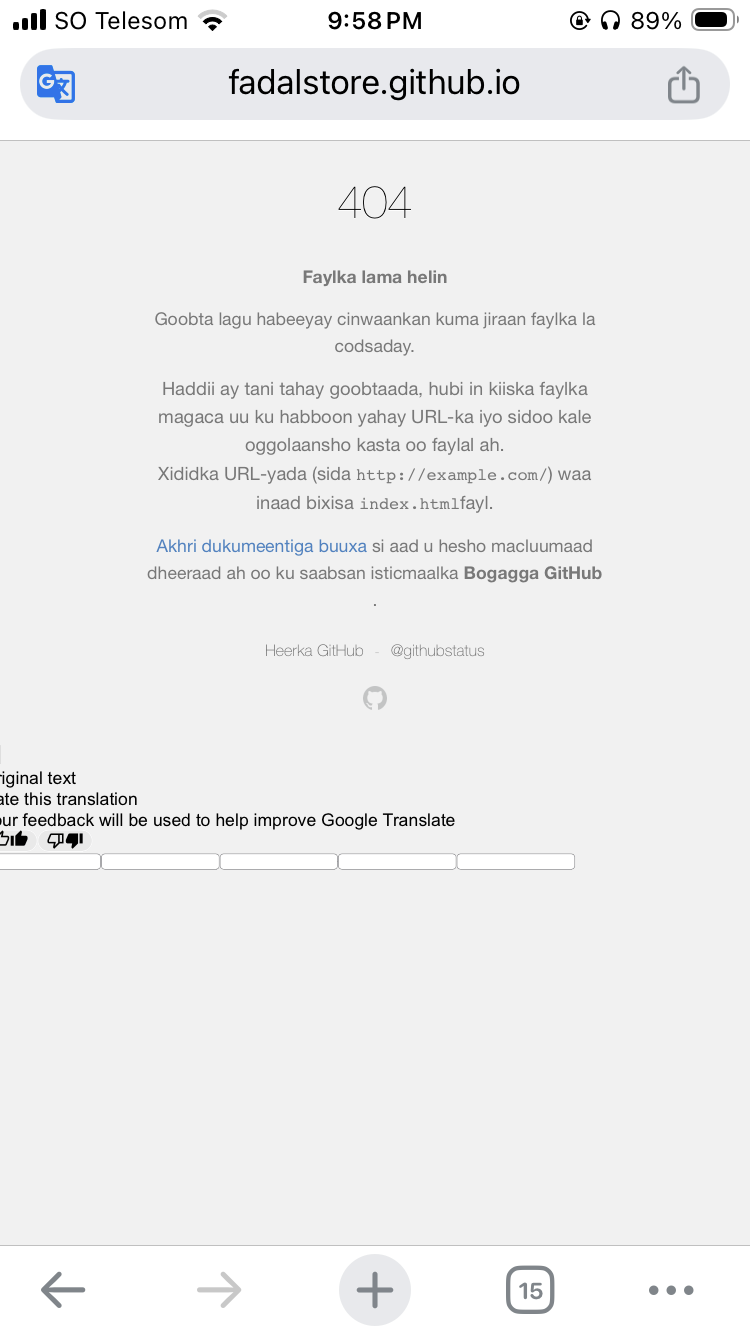 SO Telesom 9:58 PM 89%
fadalstore.github.io
404
Faylka lama helin
Goobta lagu habeeyay cinwaankan kuma jiraan faylka la
codsaday.
Haddii ay tani tahay goobtaada, hubi in kiiska faylka
magaca uu ku habboon yahay URL-ka iyo sidoo kale
oggolaansho kasta oo faylal ah.
Xididka URL-yada (sida http://example.com/) waa
inaad bixisa index.htmlfayl.
Akhri dukumeentiga buuxa si aad u hesho macluumaad
dheeraad ah oo ku saabsan isticmaalka Bogagga GitHub
.
Heerka GitHub - @githubstatus
riginal text
ate this translation
our feedback will be used to help improve Google Translate
15